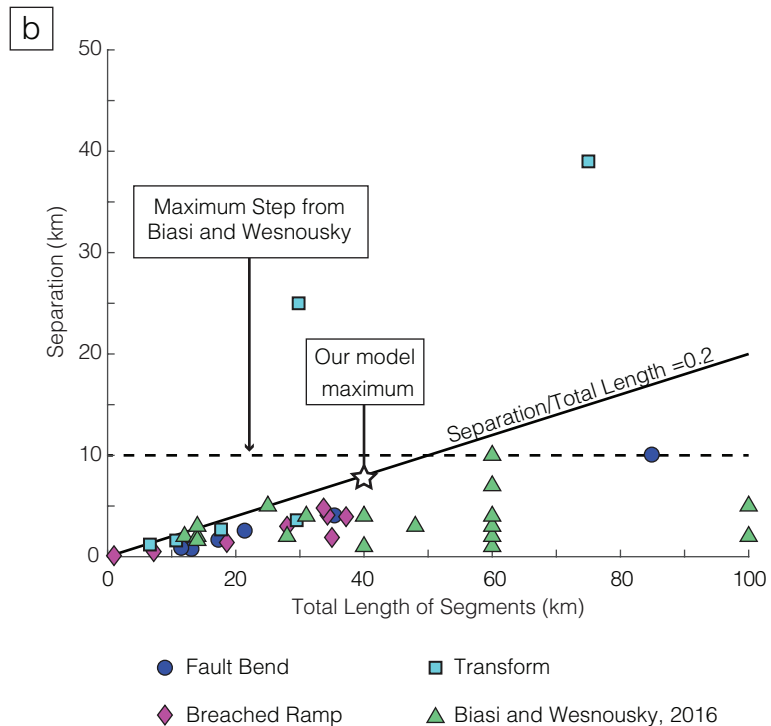 b
50
40
30
20
10
0
Separation (km)
Maximum Step from
Biasi and Wesnousky
Our model
maximum
Separation/Total Length =0.2
0
20
40
60
80
100
Total Length of Segments (km)
Fault Bend
Transform
Breached Ramp
Biasi and Wesnousky, 2016